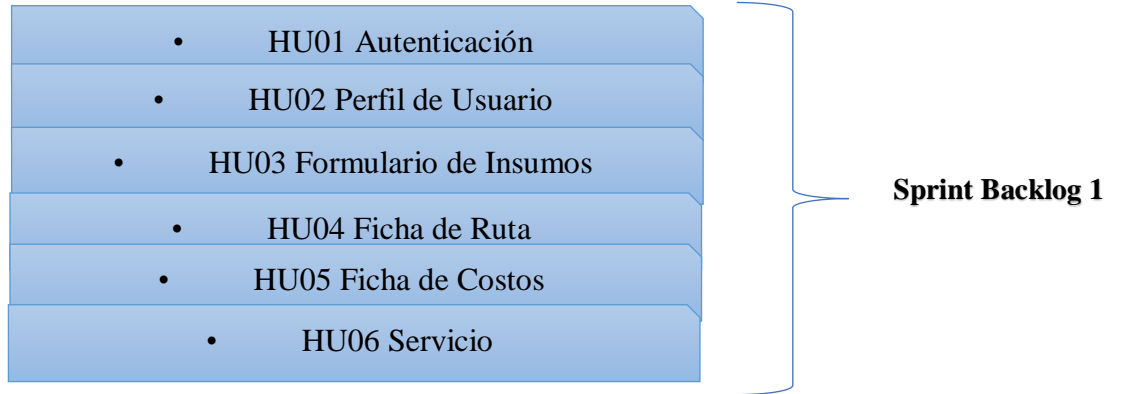 • HU01 Autenticación
• HU02 Perfil de Usuario
• HU03 Formulario de Insumos
• HU04 Ficha de Ruta
• HU05 Ficha de Costos
• HU06 Servicio
Sprint Backlog 1